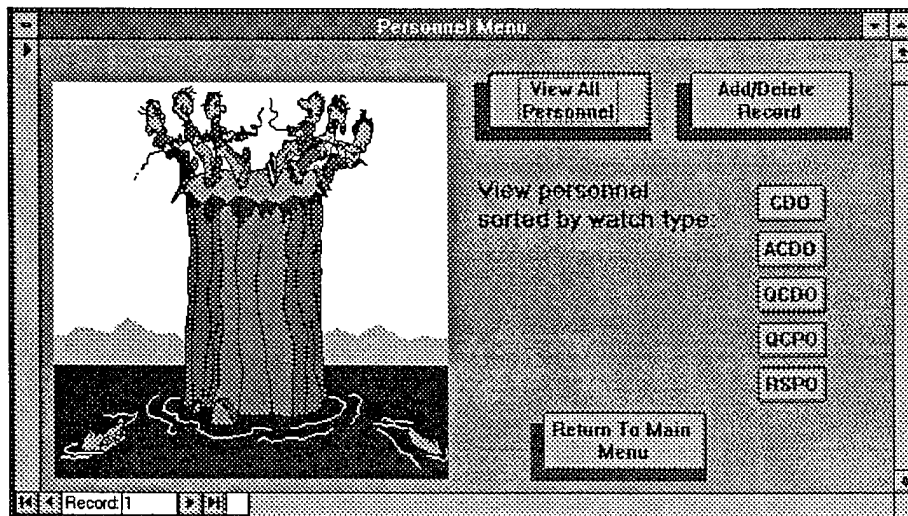 Personnel Menu
View All
Personnel
Add/Delete
Record
View personnel
sorted by watch type:
CDO
ACDO
QCDO
QCPO
RSPO
Return To Main
Menu
Record: 1